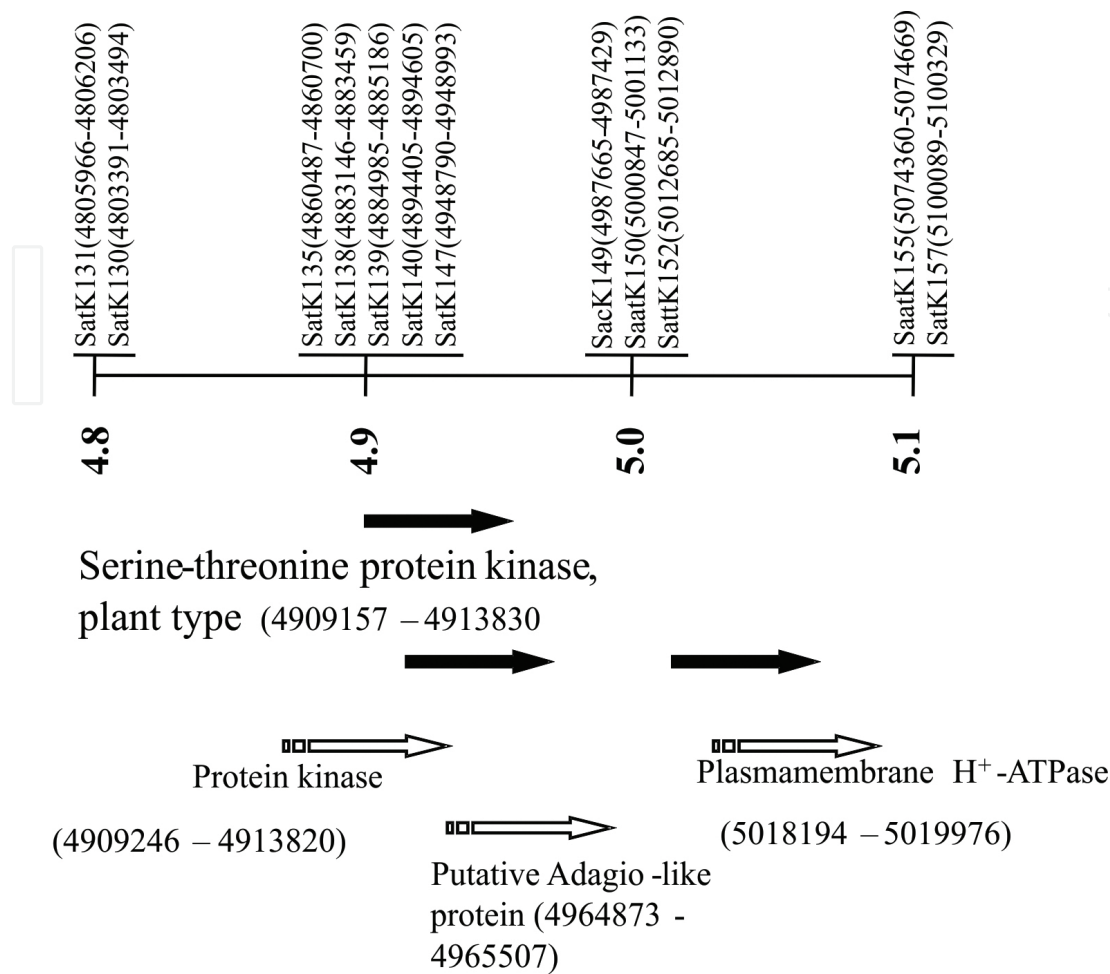 SatK131(4805966-4806206)
SatK130(4803391-4803494)
SatK135(4860487-4860700)
SatK138(4883146-4883459)
SatK139(4884985-4885186)
SatK140(4894405-4894605)
SatK147(4948790-4948993)
SacK149(4987665-4987429)
SaatK150(5000847-5001133)
SattK152(5012685-5012890)
SaatK155(5074360-5074669)
SatK157(5100089-5100329)
4.8
4.9
5.0
5.1
Serine-threonine protein kinase,
plant type (4909157 – 4913830
Protein kinase
(4909246 – 4913820)
Putative Adagio -like
protein (4964873 -
4965507)
Plasmamembrane H⁺ -ATPase
(5018194 – 5019976)